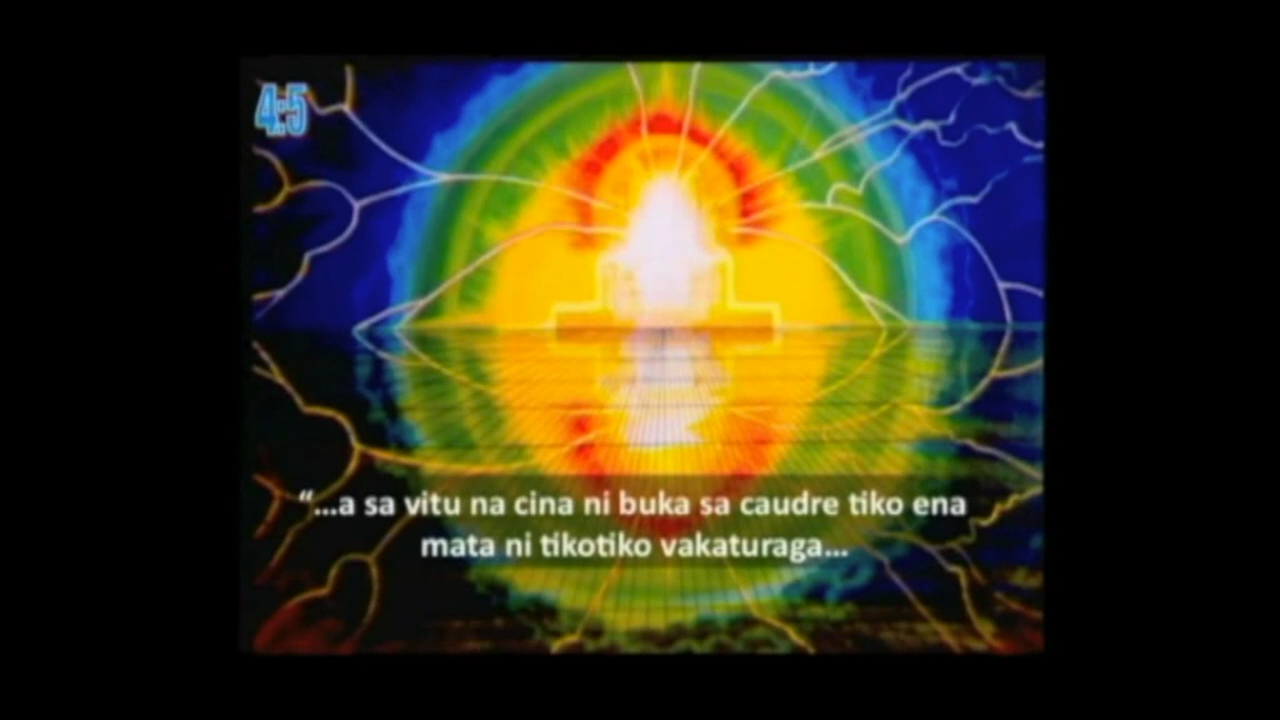 4:5
“...a sa vitu na cina ni buka sa caudre tiko ena
mata ni tikotiko vakaturaga...